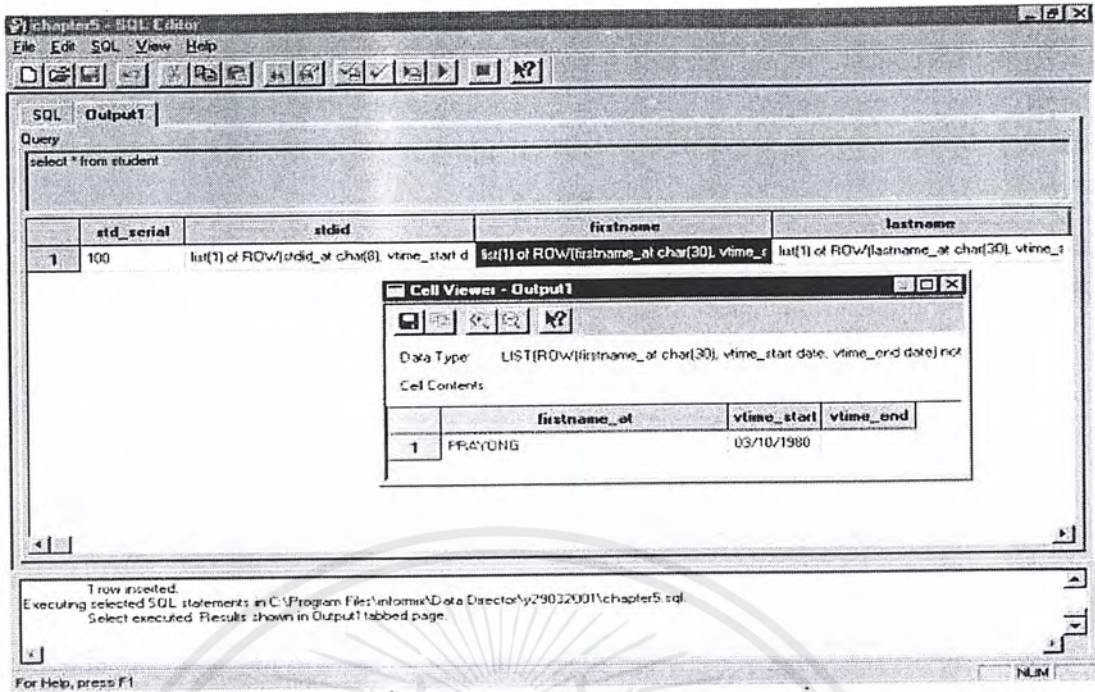 chapter5 - SQL Editor
File Edit SQL View Help
SQL Output1
Query
select * from student
std_serial stdid firstname lastname
1 100 list(1) of ROW(stdid_at char(8), vtime_start d list(1) of ROW(firstname_at char(30), vtime_s list(1) of ROW(lastname_at char(30), vtime_s
Cell Viewer - Output1
Data Type: LIST(ROW(firstname_at char(30), vtime_start date, vtime_end date) not
Cell Contents
firstname_at vtime_start vtime_end
1 PRAYONG 03/10/1980
1 row inserted.
Executing selected SQL statements in C:\Program Files\Informix\Data Director\y29032001\chapter5.sql.
Select executed. Results shown in Output1 tabbed page.
For Help, press F1
NUM